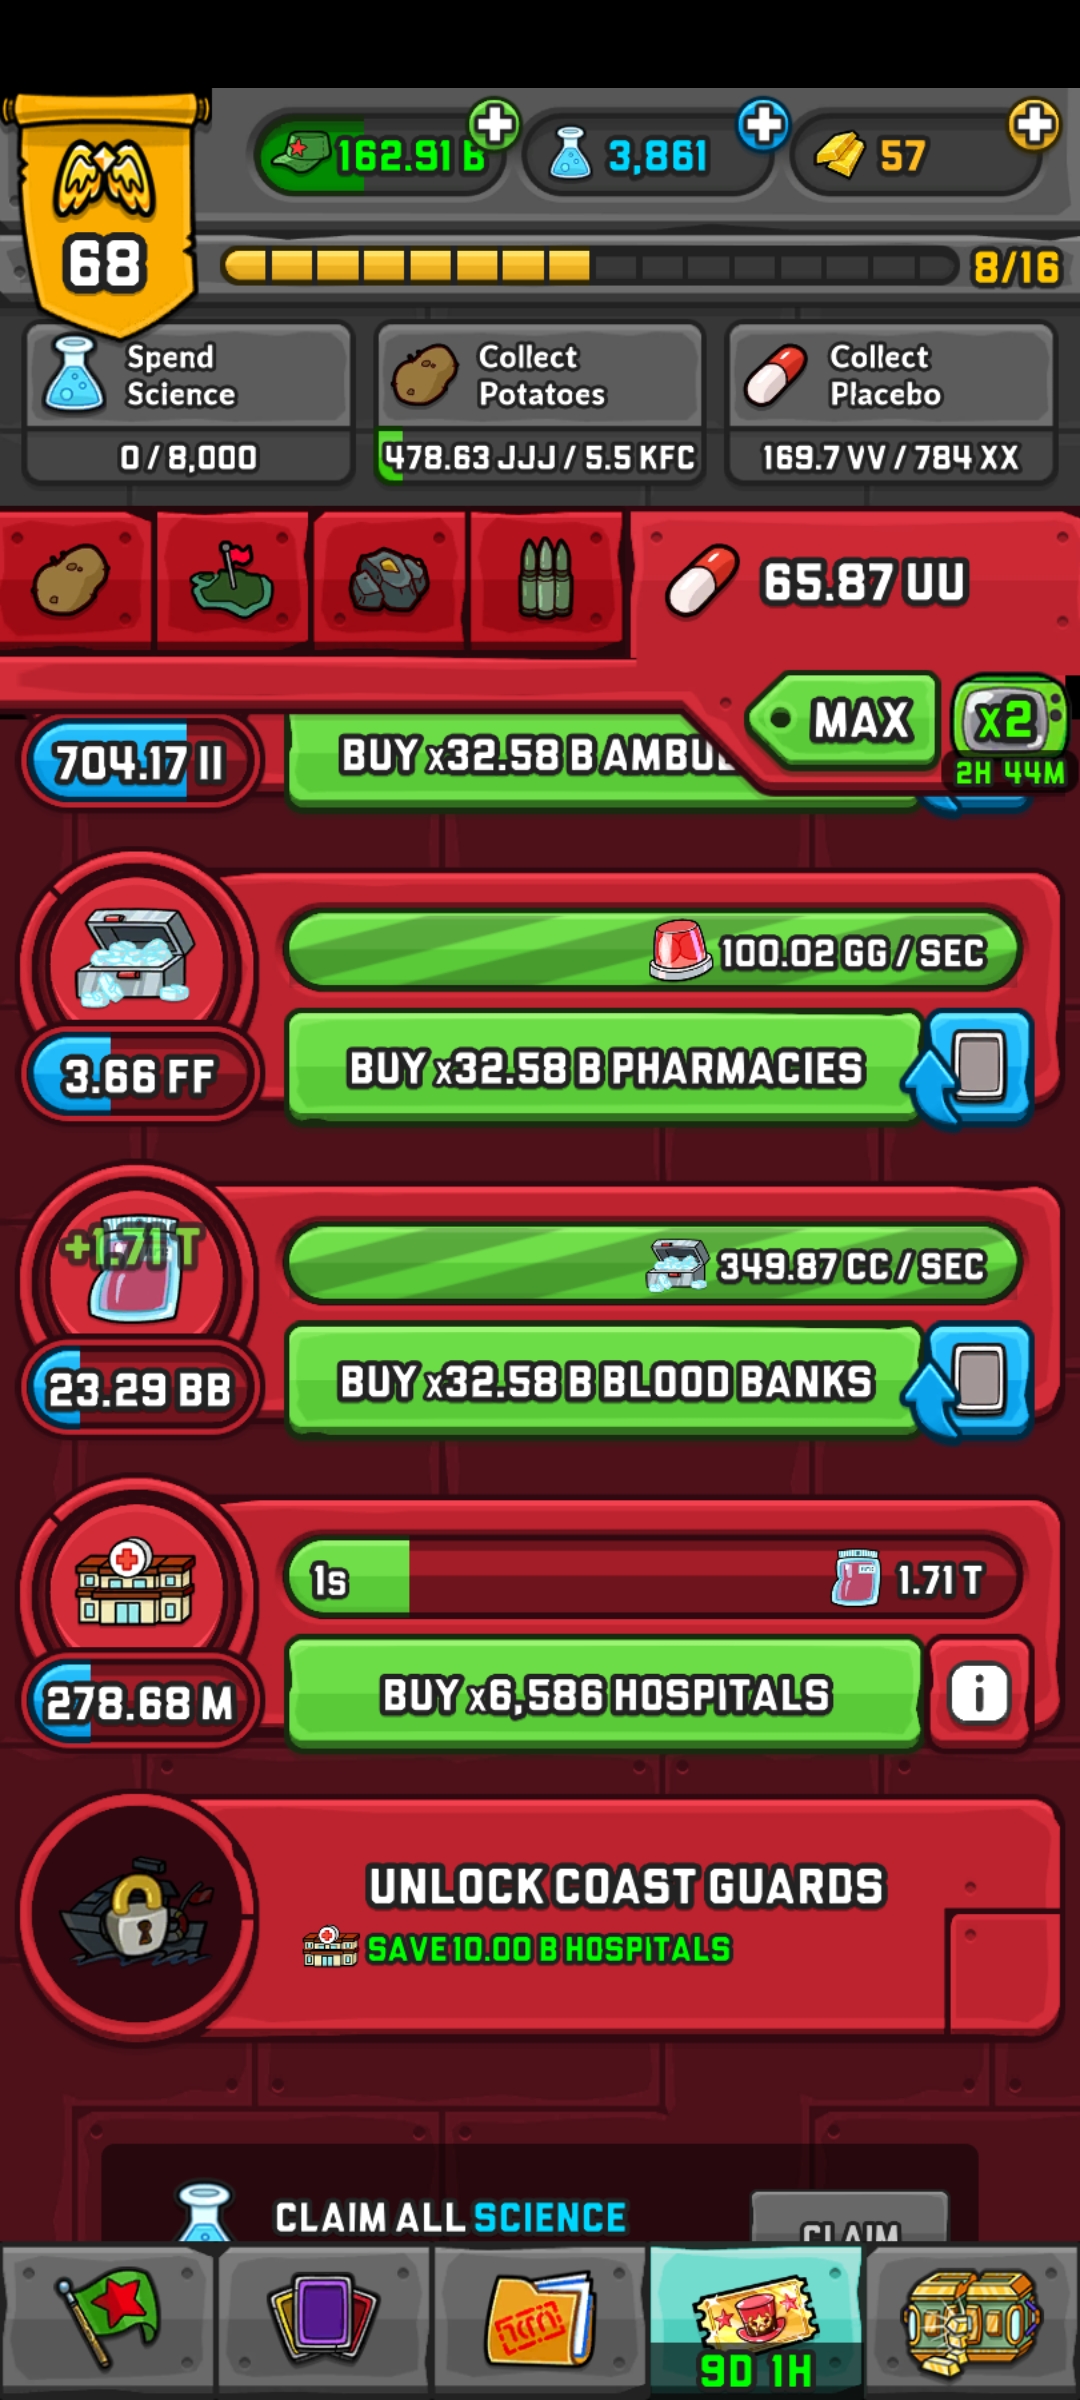 162.91 B
3,861
57
68
8/16
Spend
Science
0 / 8,000
Collect
Potatoes
478.63 JJJ / 5.5 KFC
Collect
Placebo
169.7 VV / 784 XX
65.87 UU
MAX
x2
2H 44M
704.17 II
BUY x32.58 B AMBUL
100.02 GG / SEC
3.66 FF
BUY x32.58 B PHARMACIES
+1.71 T
349.87 CC / SEC
23.29 BB
BUY x32.58 B BLOOD BANKS
1s
1.71 T
278.68 M
BUY x6,586 HOSPITALS
i
UNLOCK COAST GUARDS
SAVE 10.00 B HOSPITALS
CLAIM ALL SCIENCE
CLAIM
9D 1H